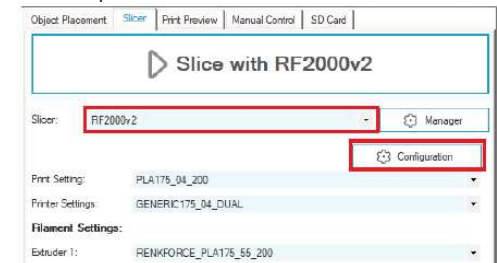 Object Placement Slicer Print Preview Manual Control SD Card
Slice with RF2000v2
Slicer: RF2000v2 Manager
Configuration
Print Setting: PLA175_04_200
Printer Settings: GENERIC175_04_DUAL
Filament Settings:
Extruder 1: RENKFORCE_PLA175_55_200